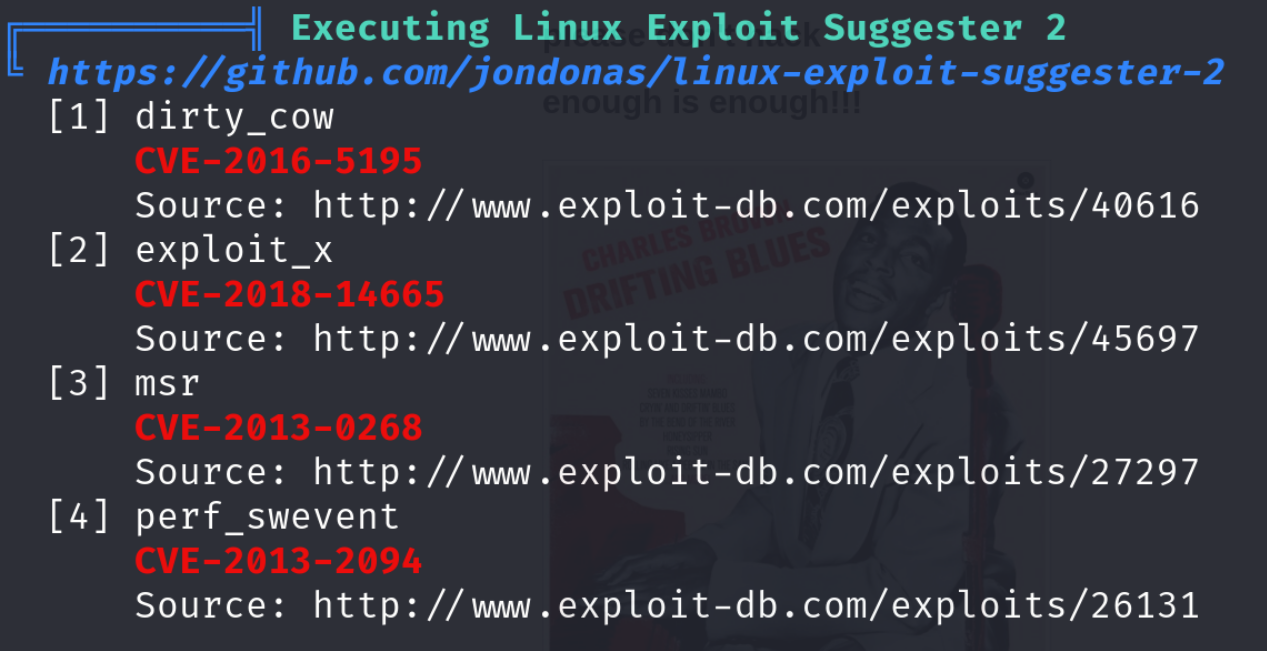 Executing Linux Exploit Suggester 2
https://github.com/jondonas/linux-exploit-suggester-2
[1] dirty_cow
CVE-2016-5195
Source: http://www.exploit-db.com/exploits/40616
[2] exploit_x
CVE-2018-14665
Source: http://www.exploit-db.com/exploits/45697
[3] msr
CVE-2013-0268
Source: http://www.exploit-db.com/exploits/27297
[4] perf_swevent
CVE-2013-2094
Source: http://www.exploit-db.com/exploits/26131
please don't hack
enough is enough!!!
CHARLES BROWN
DRIFTING BLUES